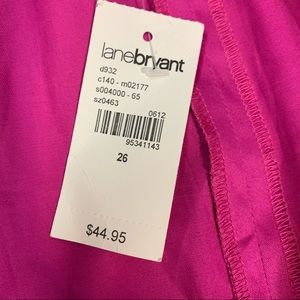 lanebryant
d932
c140 - m02177
s004000 - 65
sz0463
0612
95341143
26
$44.95